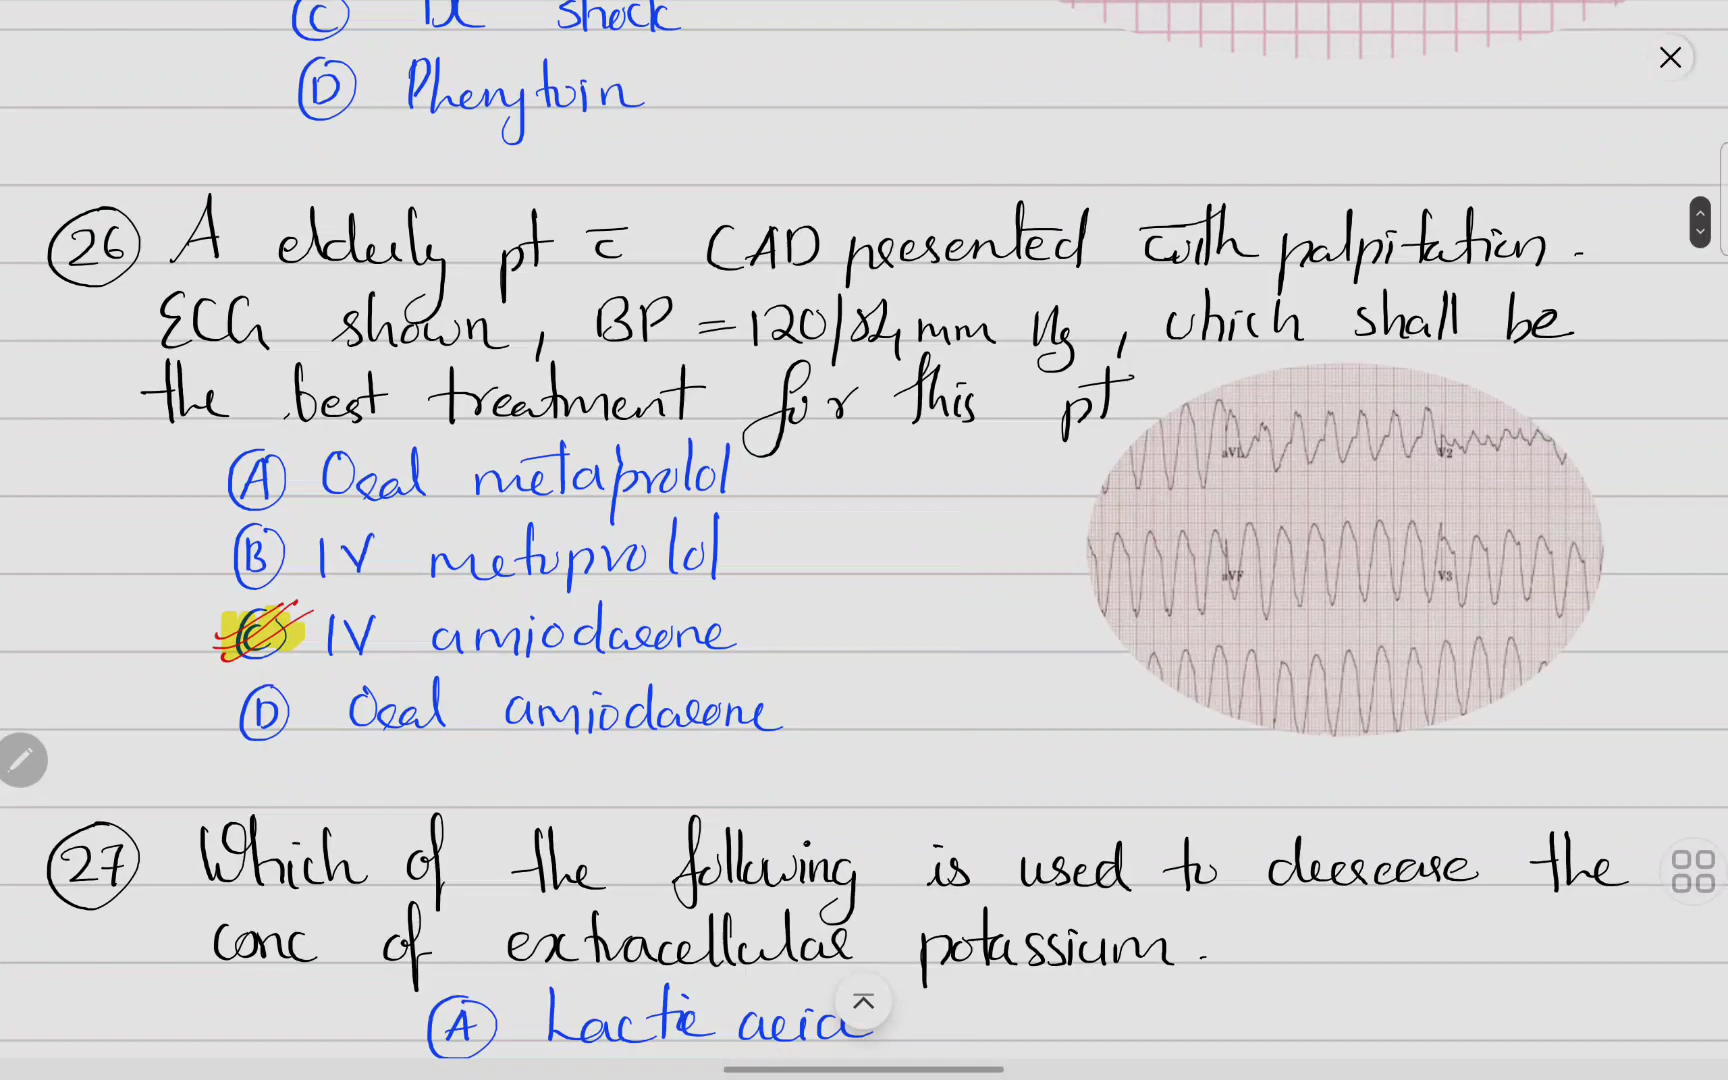 C DC shock
D Phenytoin
26 A elderly pt c̄ CAD presented with palpitation.
ECG shown, BP = 120/84 mm Hg, which shall be
the best treatment for this pt
A Oral metaprolol
B IV metoprolol
C IV amiodarone
D Oral amiodarone
aVL V2
aVF V3
27 Which of the following is used to decrease the
conc of extracellular potassium.
A Lactic acid